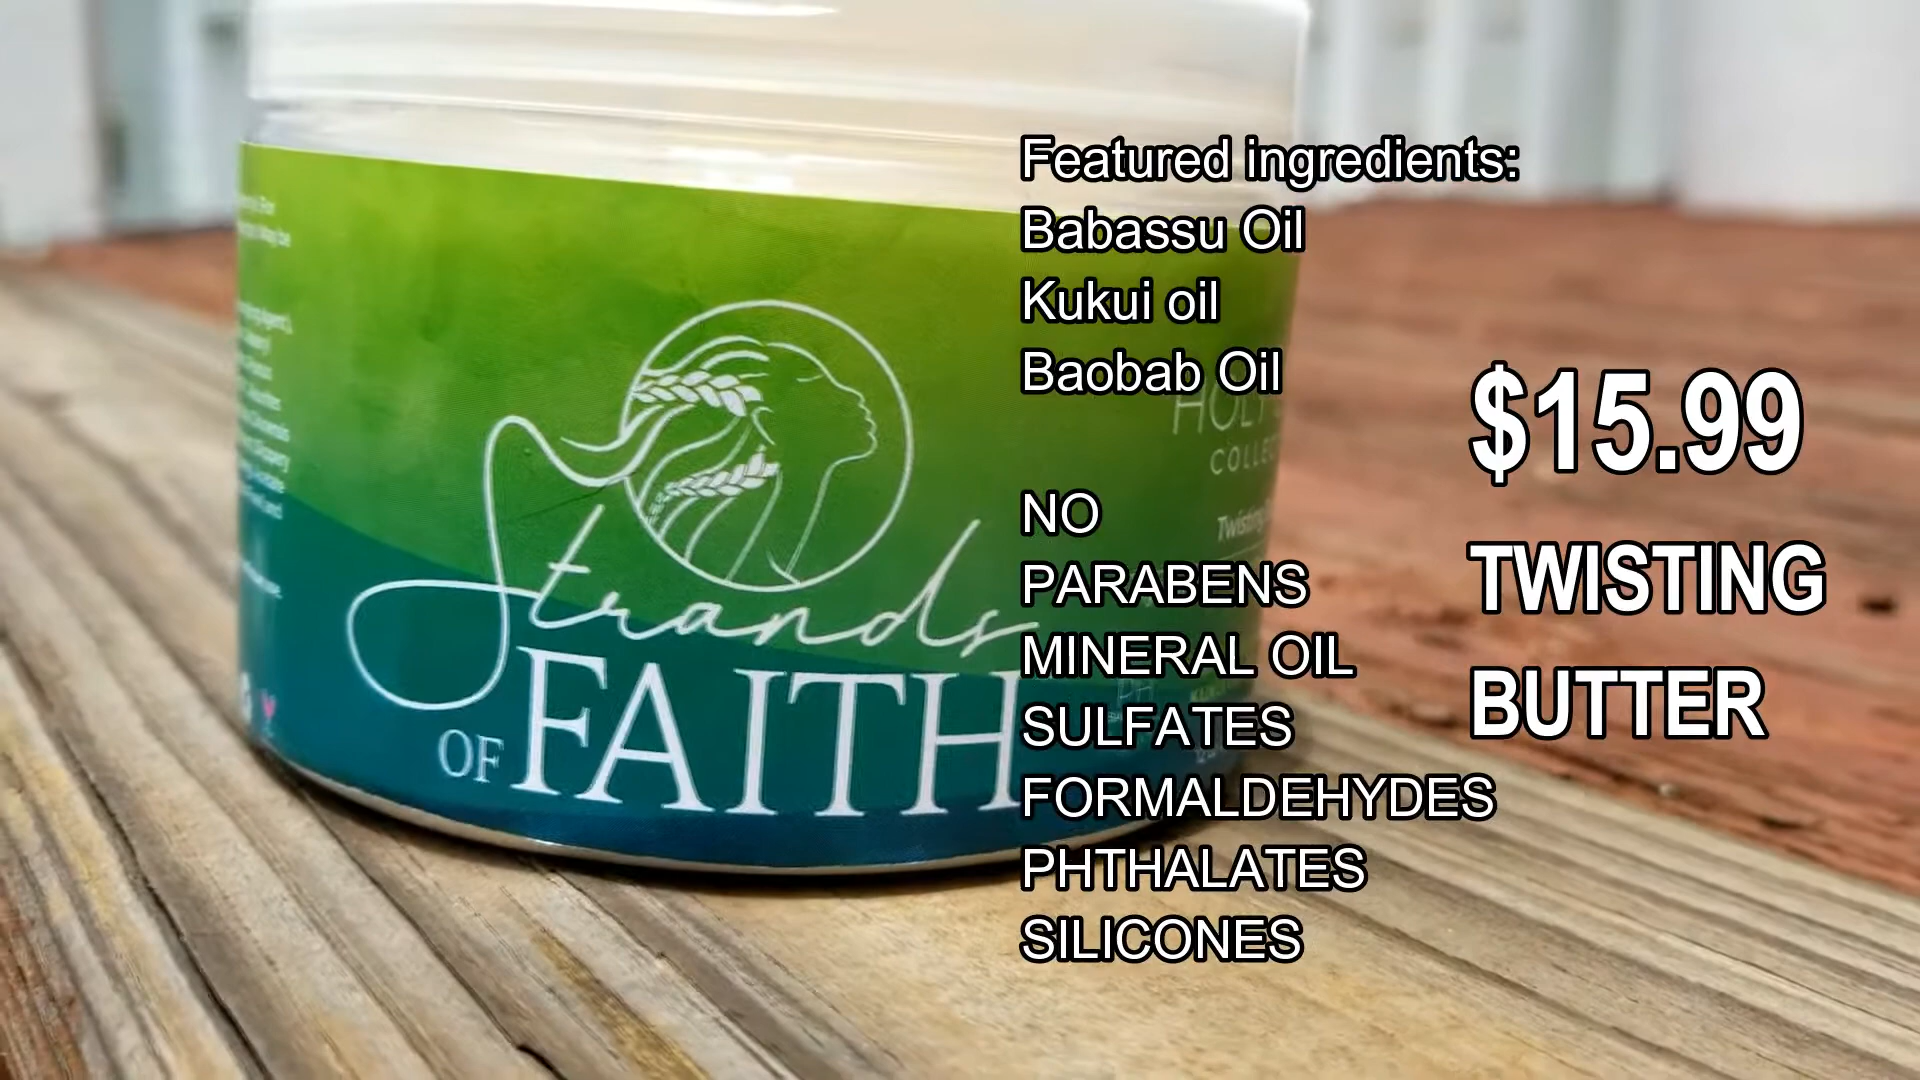 Featured ingredients:
Babassu Oil
Kukui oil
Baobab Oil
NO
PARABENS
MINERAL OIL
SULFATES
FORMALDEHYDES
PHTHALATES
SILICONES
$15.99
TWISTING
BUTTER
Strands
OF FAITH